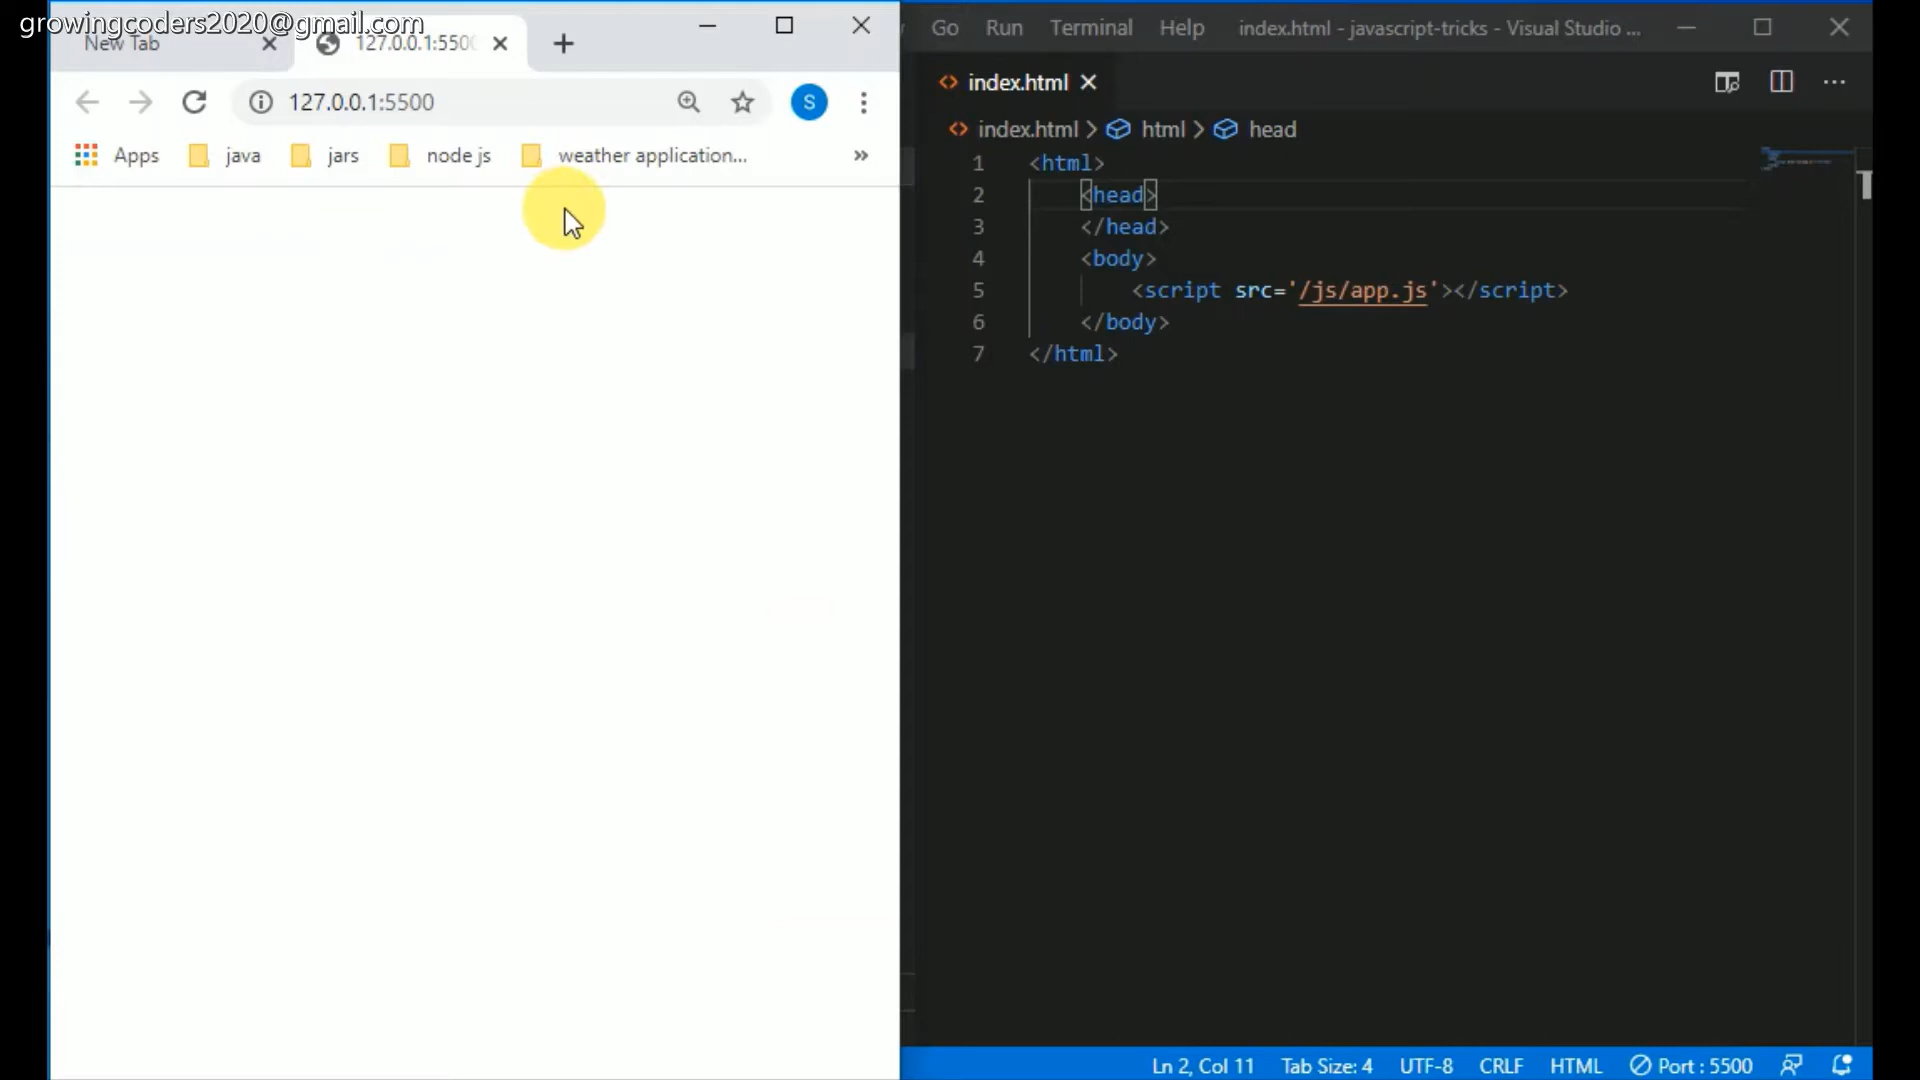 growingcoders2020@gmail.com
New Tab
127.0.0.1:550
127.0.0.1:5500
S
Apps
java
jars
node js
weather application...
Go Run Terminal Help index.html - javascript-tricks - Visual Studio ...
index.html
index.html > html > head
1 <html>
2 <head>
3 </head>
4 <body>
5 <script src='/js/app.js'></script>
6 </body>
7 </html>
Ln 2, Col 11 Tab Size: 4 UTF-8 CRLF HTML Port : 5500